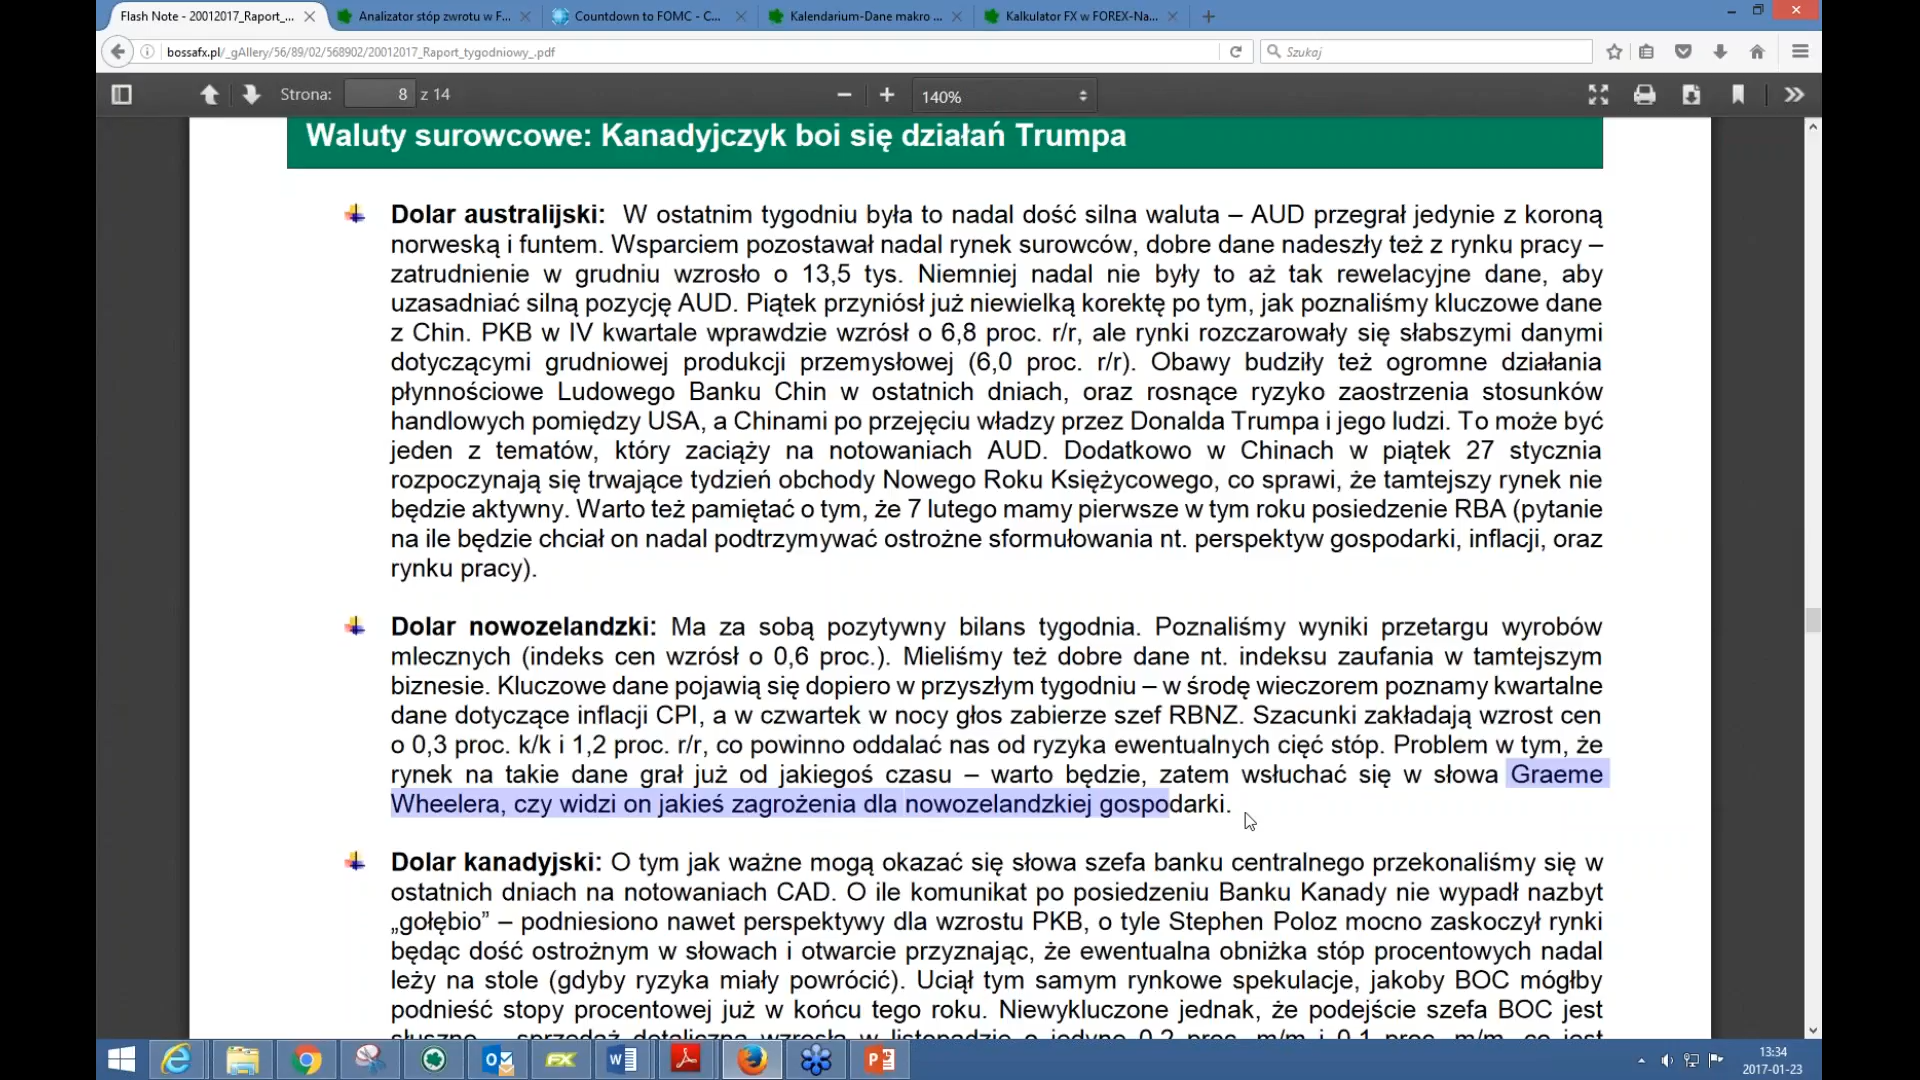 Flash Note - 20012017_Raport_...
Analizator stóp zwrotu w F...
Countdown to FOMC - C...
Kalendarium-Dane makro ...
Kalkulator FX w FOREX-Na...
bossafx.pl/_gAllery/56/89/02/568902/20012017_Raport_tygodniowy_.pdf
Szukaj
Strona: 8 z 14
140%
Waluty surowcowe: Kanadyjczyk boi się działań Trumpa
Dolar australijski: W ostatnim tygodniu była to nadal dość silna waluta – AUD przegrał jedynie z koroną
norweską i funtem. Wsparciem pozostawał nadal rynek surowców, dobre dane nadeszły też z rynku pracy –
zatrudnienie w grudniu wzrosło o 13,5 tys. Niemniej nadal nie były to aż tak rewelacyjne dane, aby
uzasadniać silną pozycję AUD. Piątek przyniósł już niewielką korektę po tym, jak poznaliśmy kluczowe dane
z Chin. PKB w IV kwartale wprawdzie wzrósł o 6,8 proc. r/r, ale rynki rozczarowały się słabszymi danymi
dotyczącymi grudniowej produkcji przemysłowej (6,0 proc. r/r). Obawy budziły też ogromne działania
płynnościowe Ludowego Banku Chin w ostatnich dniach, oraz rosnące ryzyko zaostrzenia stosunków
handlowych pomiędzy USA, a Chinami po przejęciu władzy przez Donalda Trumpa i jego ludzi. To może być
jeden z tematów, który zaciąży na notowaniach AUD. Dodatkowo w Chinach w piątek 27 stycznia
rozpoczynają się trwające tydzień obchody Nowego Roku Księżycowego, co sprawi, że tamtejszy rynek nie
będzie aktywny. Warto też pamiętać o tym, że 7 lutego mamy pierwsze w tym roku posiedzenie RBA (pytanie
na ile będzie chciał on nadal podtrzymywać ostrożne sformułowania nt. perspektyw gospodarki, inflacji, oraz
rynku pracy).
Dolar nowozelandzki: Ma za sobą pozytywny bilans tygodnia. Poznaliśmy wyniki przetargu wyrobów
mlecznych (indeks cen wzrósł o 0,6 proc.). Mieliśmy też dobre dane nt. indeksu zaufania w tamtejszym
biznesie. Kluczowe dane pojawią się dopiero w przyszłym tygodniu – w środę wieczorem poznamy kwartalne
dane dotyczące inflacji CPI, a w czwartek w nocy głos zabierze szef RBNZ. Szacunki zakładają wzrost cen
o 0,3 proc. k/k i 1,2 proc. r/r, co powinno oddalać nas od ryzyka ewentualnych cięć stóp. Problem w tym, że
rynek na takie dane grał już od jakiegoś czasu – warto będzie, zatem wsłuchać się w słowa Graeme
Wheelera, czy widzi on jakieś zagrożenia dla nowozelandzkiej gospodarki.
Dolar kanadyjski: O tym jak ważne mogą okazać się słowa szefa banku centralnego przekonaliśmy się w
ostatnich dniach na notowaniach CAD. O ile komunikat po posiedzeniu Banku Kanady nie wypadł nazbyt
„gołębio” – podniesiono nawet perspektywy dla wzrostu PKB, o tyle Stephen Poloz mocno zaskoczył rynki
będąc dość ostrożnym w słowach i otwarcie przyznając, że ewentualna obniżka stóp procentowych nadal
leży na stole (gdyby ryzyka miały powrócić). Uciął tym samym rynkowe spekulacje, jakoby BOC mógłby
podnieść stopy procentowej już w końcu tego roku. Niewykluczone jednak, że podejście szefa BOC jest
słuszne – sprzedaż detaliczna wzrosła w listopadzie o jedyne 0,2 proc. m/m i 0,1 proc. m/m, co jest
13:34
2017-01-23